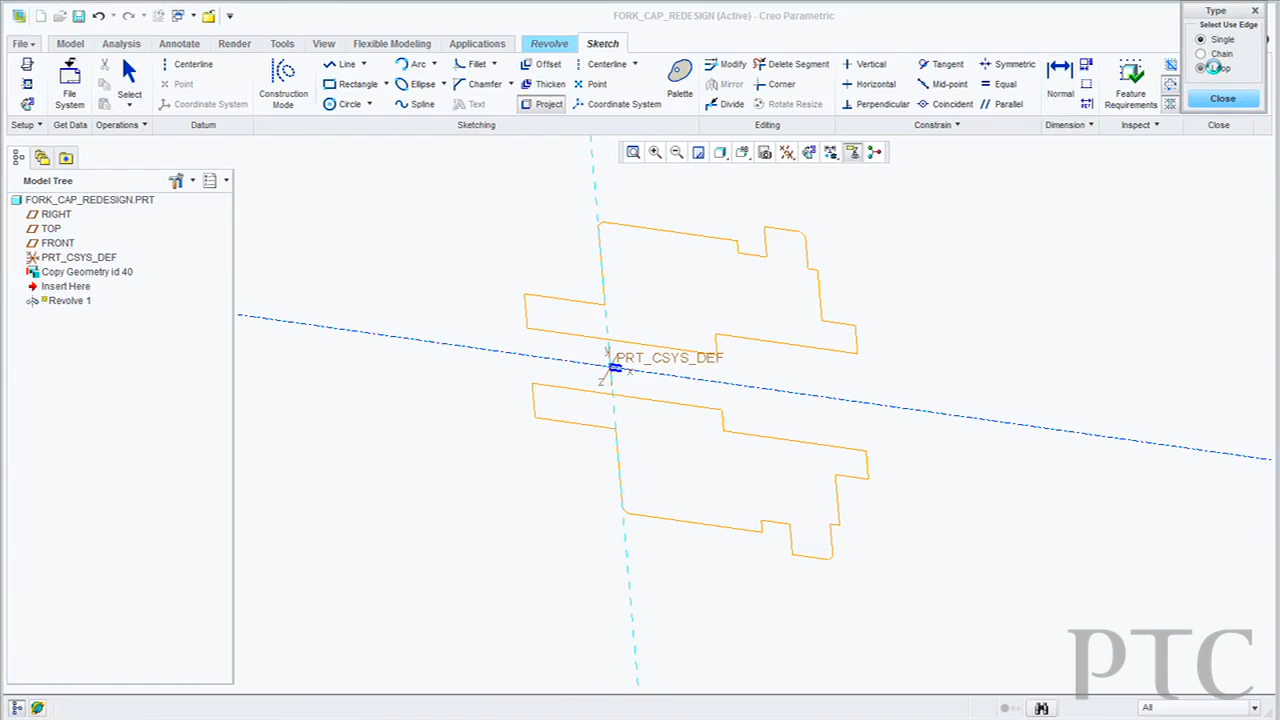 FORK_CAP_REDESIGN (Active) - Creo Parametric
Type
Select Use Edge
Single
Chain
Close
File
Model
Analysis
Annotate
Render
Tools
View
Flexible Modeling
Applications
Revolve
Sketch
File System
Select
Centerline
Point
Coordinate System
Construction Mode
Line
Arc
Fillet
Offset
Centerline
Rectangle
Ellipse
Chamfer
Thicken
Point
Circle
Spline
Text
Project
Coordinate System
Palette
Modify
Delete Segment
Mirror
Corner
Divide
Rotate Resize
Vertical
Tangent
Symmetric
Horizontal
Mid-point
Equal
Perpendicular
Coincident
Parallel
Normal
Feature Requirements
Setup
Get Data
Operations
Datum
Sketching
Editing
Constrain
Dimension
Inspect
Close
Model Tree
FORK_CAP_REDESIGN.PRT
RIGHT
TOP
FRONT
PRT_CSYS_DEF
Copy Geometry id 40
Insert Here
Revolve 1
y
PRT_CSYS_DEF
x
z
PTC
All